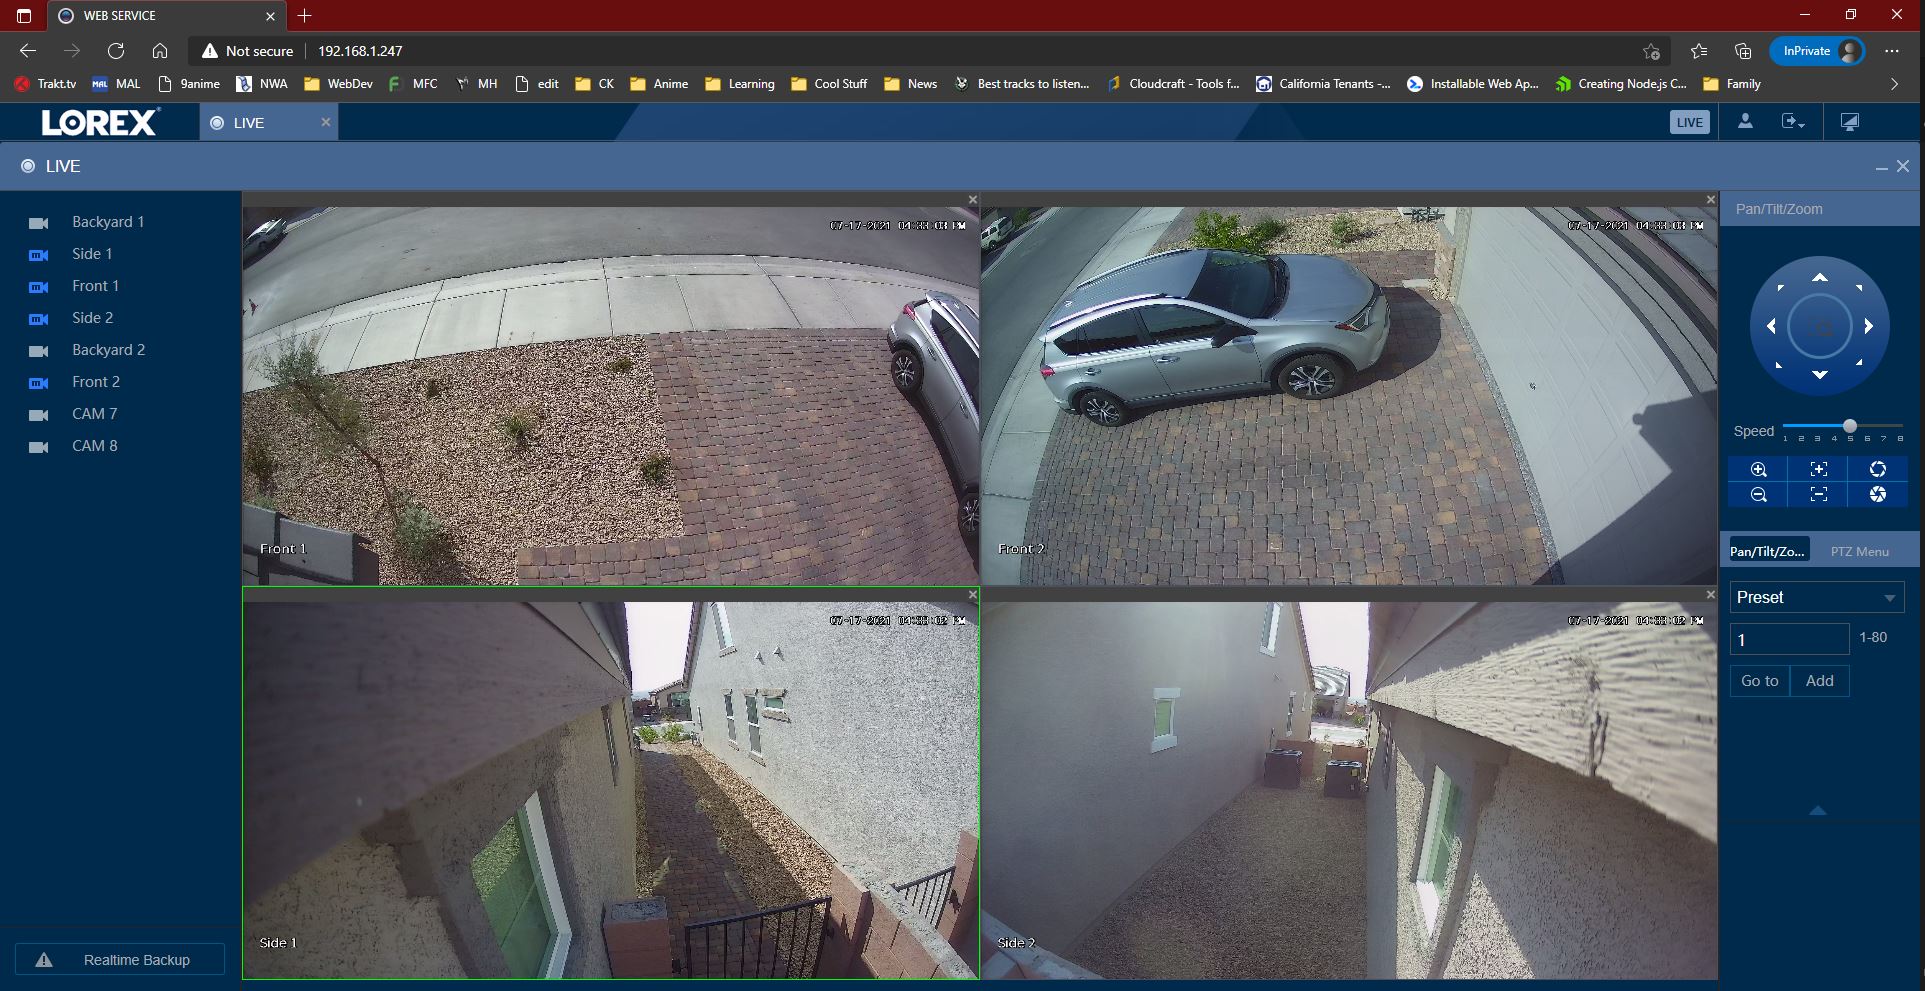 WEB SERVICE
Not secure 192.168.1.247 InPrivate
Trakt.tv MAL MAL 9anime NWA WebDev MFC MH edit CK Anime Learning Cool Stuff News Best tracks to listen... Cloudcraft - Tools f... California Tenants -... Installable Web Ap... Creating Node.js C... Family
LOREX LIVE LIVE
LIVE
Backyard 1
Side 1
Front 1
Side 2
Backyard 2
Front 2
CAM 7
CAM 8
Realtime Backup
07-17-2021 04:33:03 PM
Front 1
07-17-2021 04:33:03 PM
Front 2
07-17-2021 04:33:02 PM
Side 1
07-17-2021 04:33:02 PM
Side 2
Pan/Tilt/Zoom
Speed
1 2 3 4 5 6 7 8
Pan/Tilt/Zo... PTZ Menu
Preset
1 1-80
Go to Add